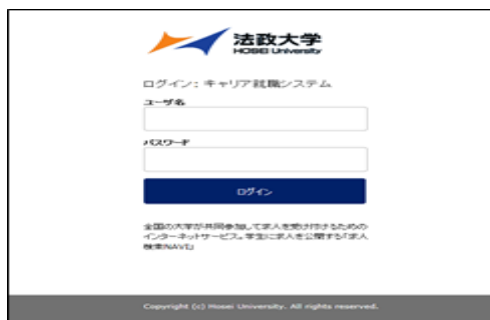 法政大学
HOSEI University
ログイン: キャリア就職システム
ユーザ名
パスワード
ログイン
全国の大学が共同参加して求人を受け付けるための
インターネットサービス。学生に求人を公開する「求人
検索NAVI」
Copyright (c) Hosei University. All rights reserved.